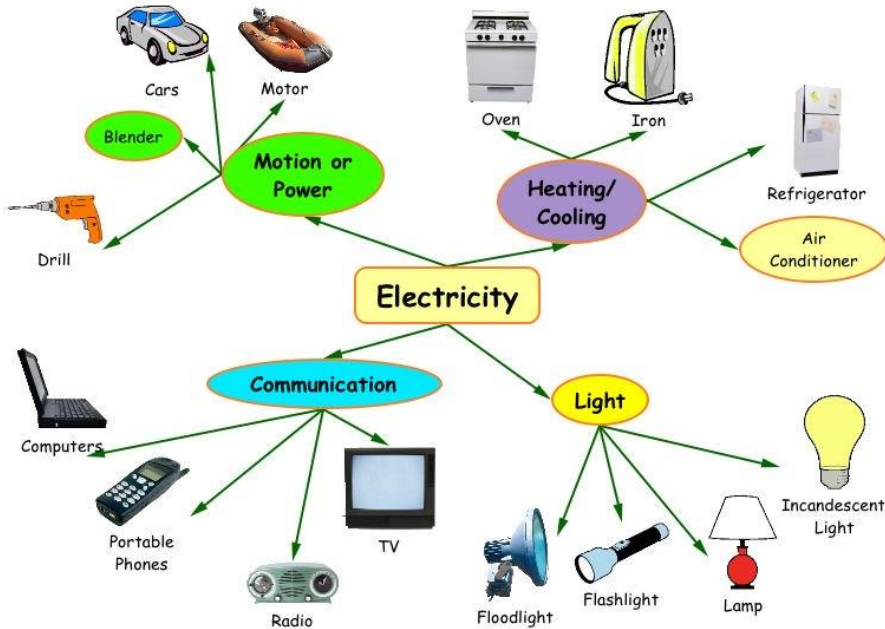 Cars
Motor
Blender
Motion or
Power
Drill
Oven
Iron
Heating/
Cooling
Refrigerator
Air
Conditioner
Electricity
Communication
Light
Computers
Portable
Phones
Radio
TV
Floodlight
Flashlight
Lamp
Incandescent
Light